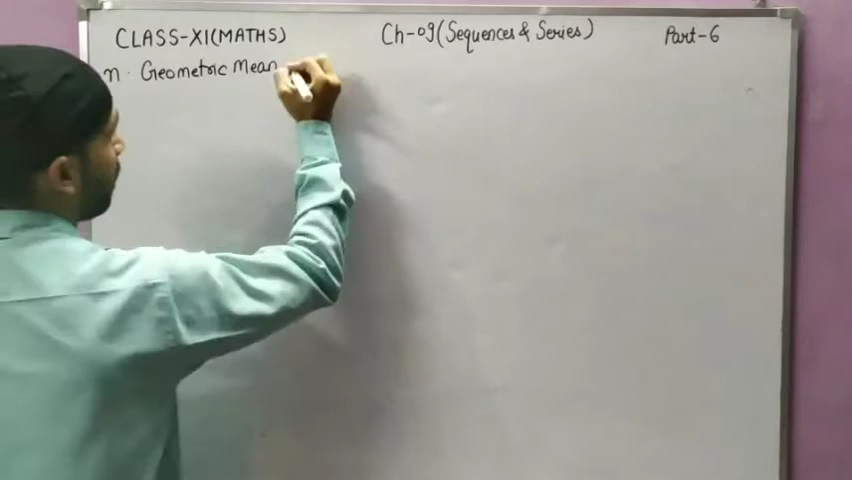 CLASS-XI(MATHS) Ch-09(Sequences & Series) Part-6
n. Geometric Mean